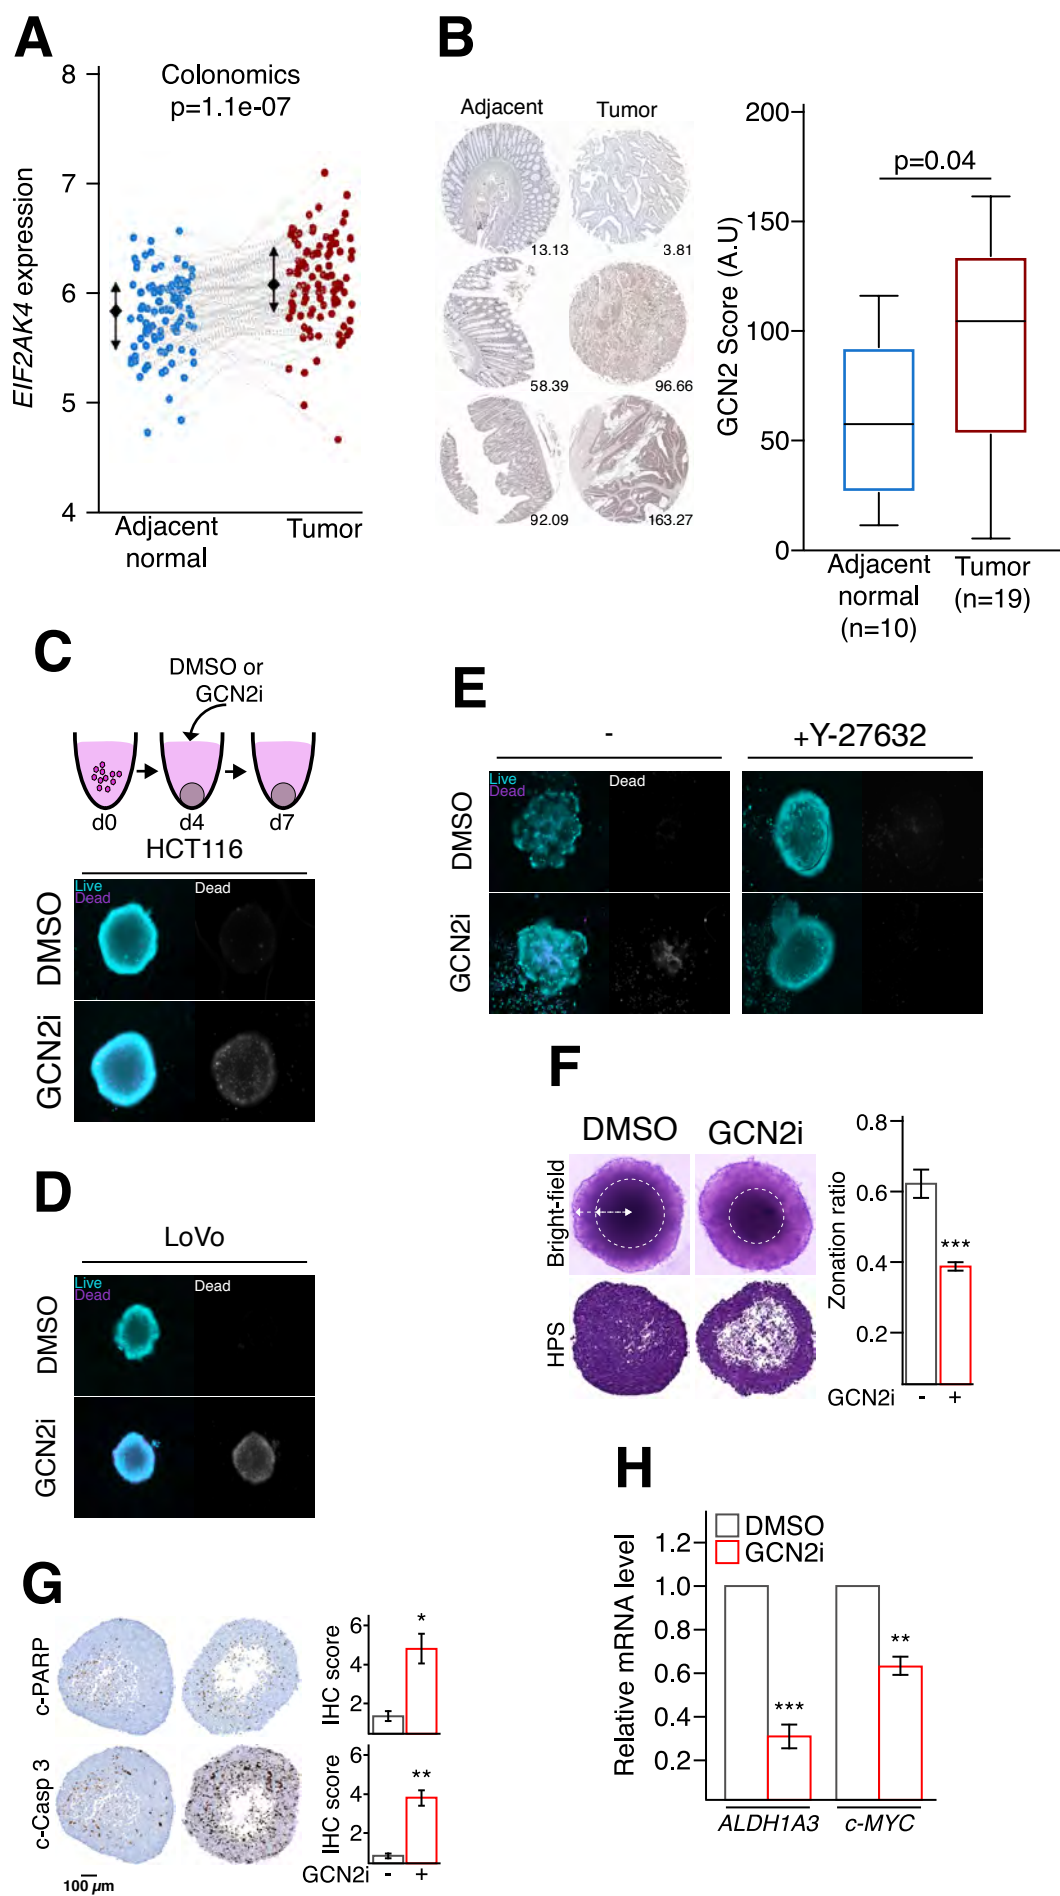 A
8
7
6
5
4
EIF2AK4 expression
Colonomics
p=1.1e-07
Adjacent
normal
Tumor
B
Adjacent
Tumor
13.13
3.81
58.39
96.66
92.09
163.27
200
150
100
50
0
GCN2 Score (A.U)
p=0.04
Adjacent
normal
(n=10)
Tumor
(n=19)
C
DMSO or
GCN2i
d0
d4
d7
HCT116
Live
Dead
Dead
DMSO
GCN2i
D
LoVo
Live
Dead
Dead
DMSO
GCN2i
E
-
+Y-27632
Live
Dead
Dead
DMSO
GCN2i
F
DMSO
GCN2i
Bright-field
HPS
Zonation ratio
0.8
0.6
0.4
0.2
***
GCN2i - +
G
c-PARP
c-Casp 3
100 µm
IHC score
6
4
2
*
IHC score
6
4
2
**
GCN2i - +
H
Relative mRNA level
1.2
1.0
0.8
0.6
0.4
0.2
DMSO
GCN2i
***
**
ALDH1A3
c-MYC